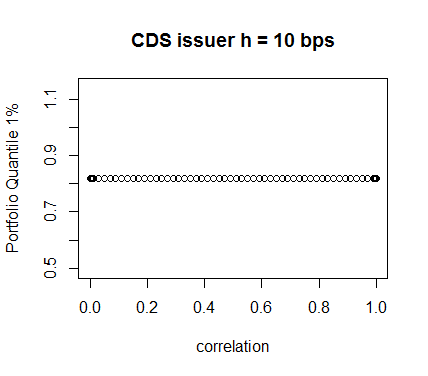 CDS issuer h = 10 bps
Portfolio Quantile 1%
1.1
0.9
0.7
0.5
0.0 0.2 0.4 0.6 0.8 1.0
correlation